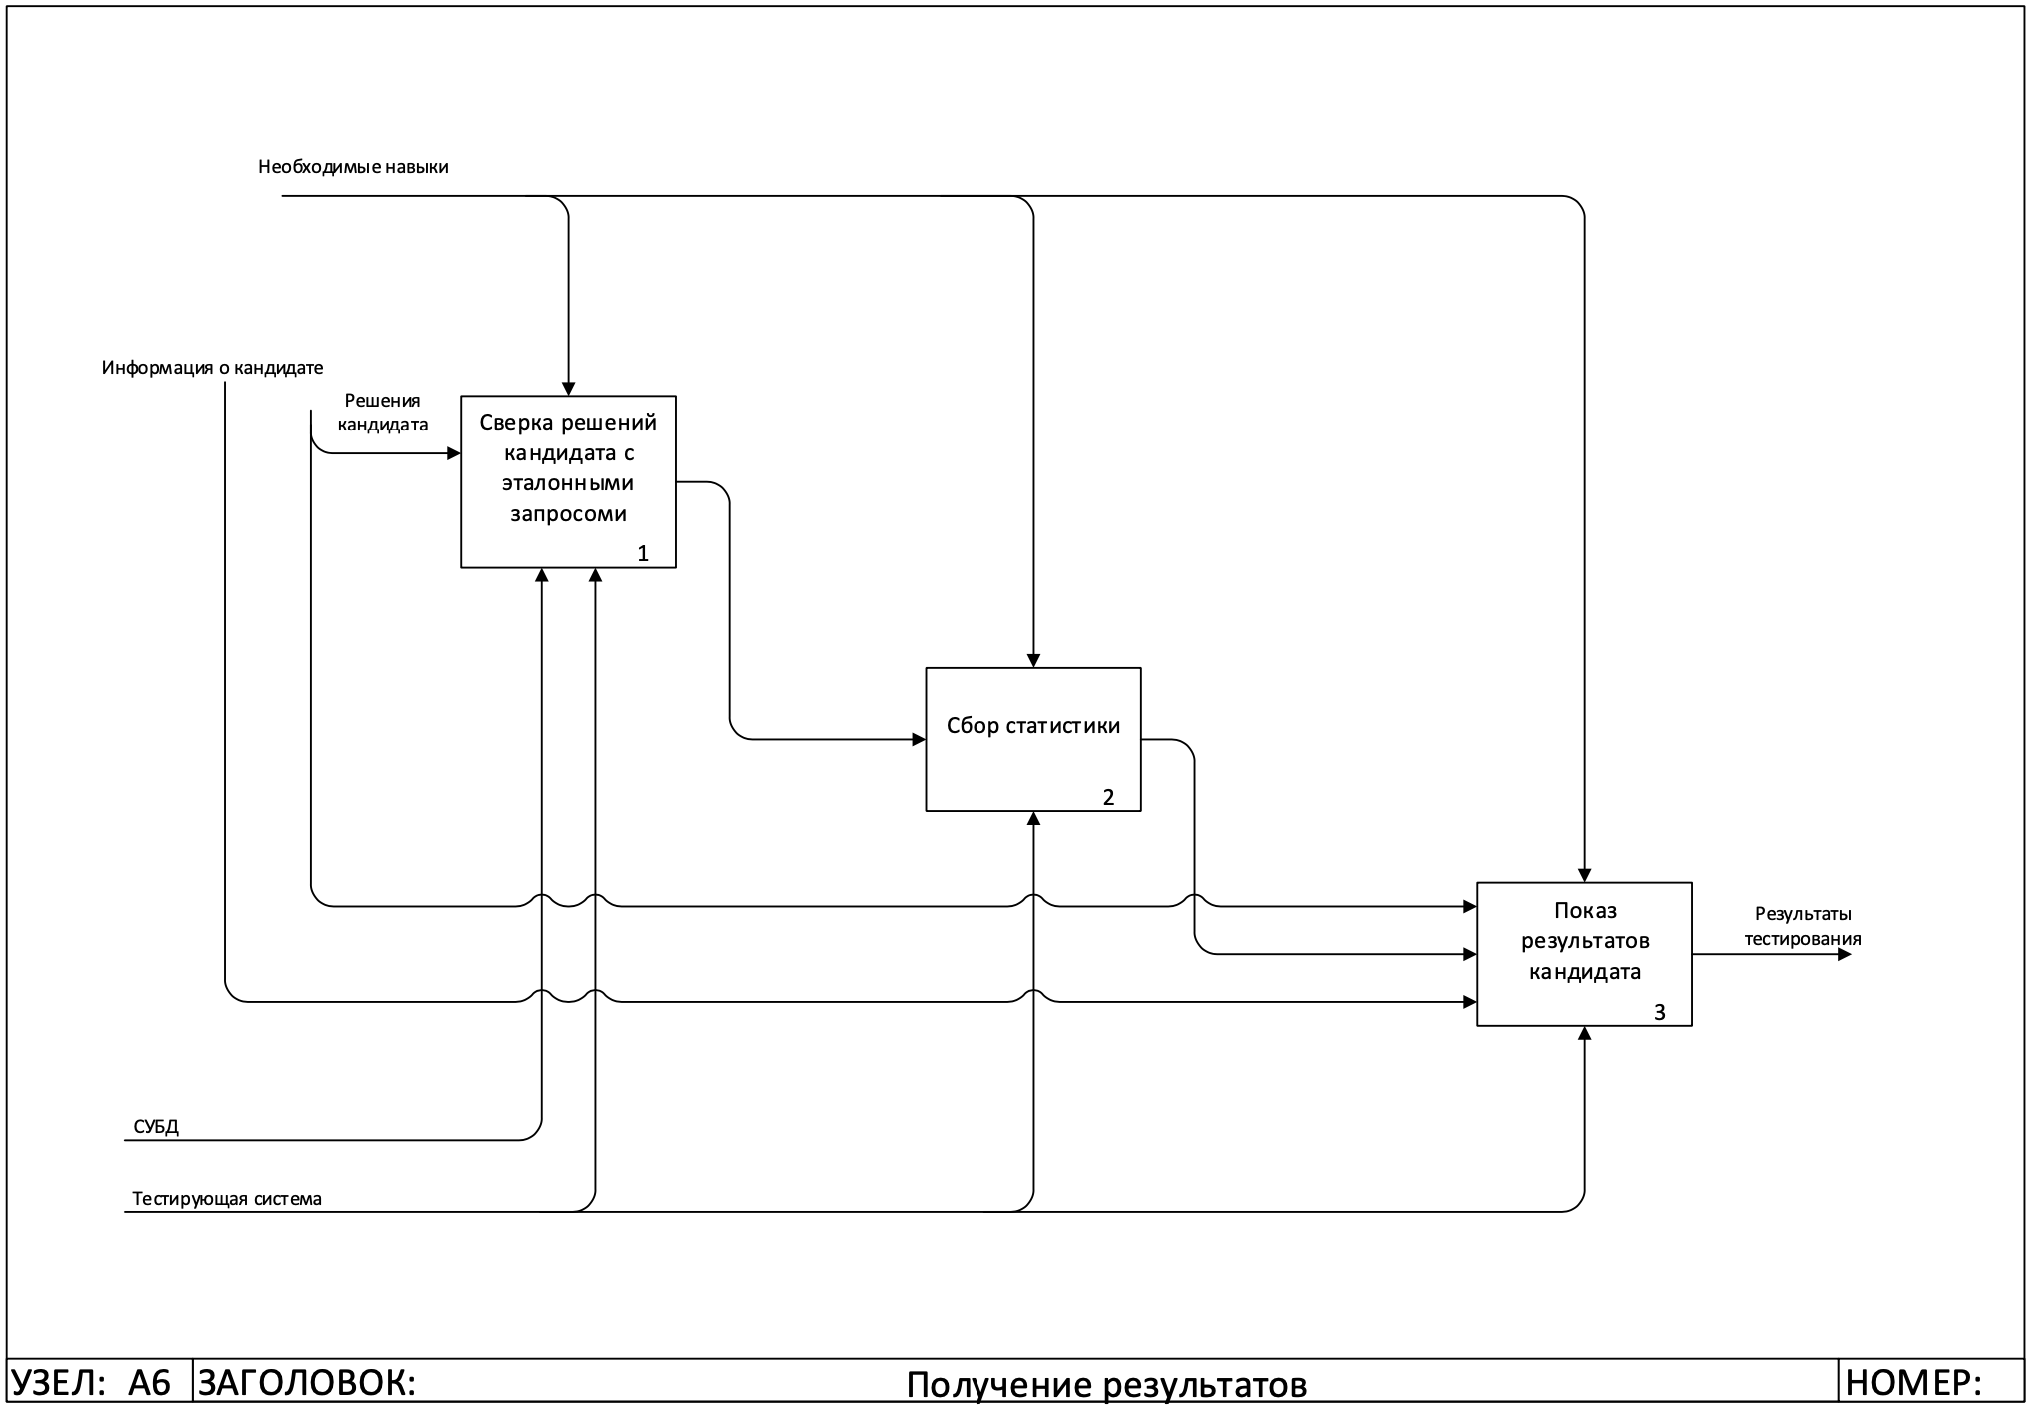 Необходимые навыки
Информация о кандидате
Решения
кандидата
Сверка решений
кандидата с
эталонными
запросоми
1
Сбор статистики
2
Показ
результатов
кандидата
3
Результаты
тестирования
СУБД
Тестирующая система
УЗЕЛ: А6
ЗАГОЛОВОК:
Получение результатов
НОМЕР: